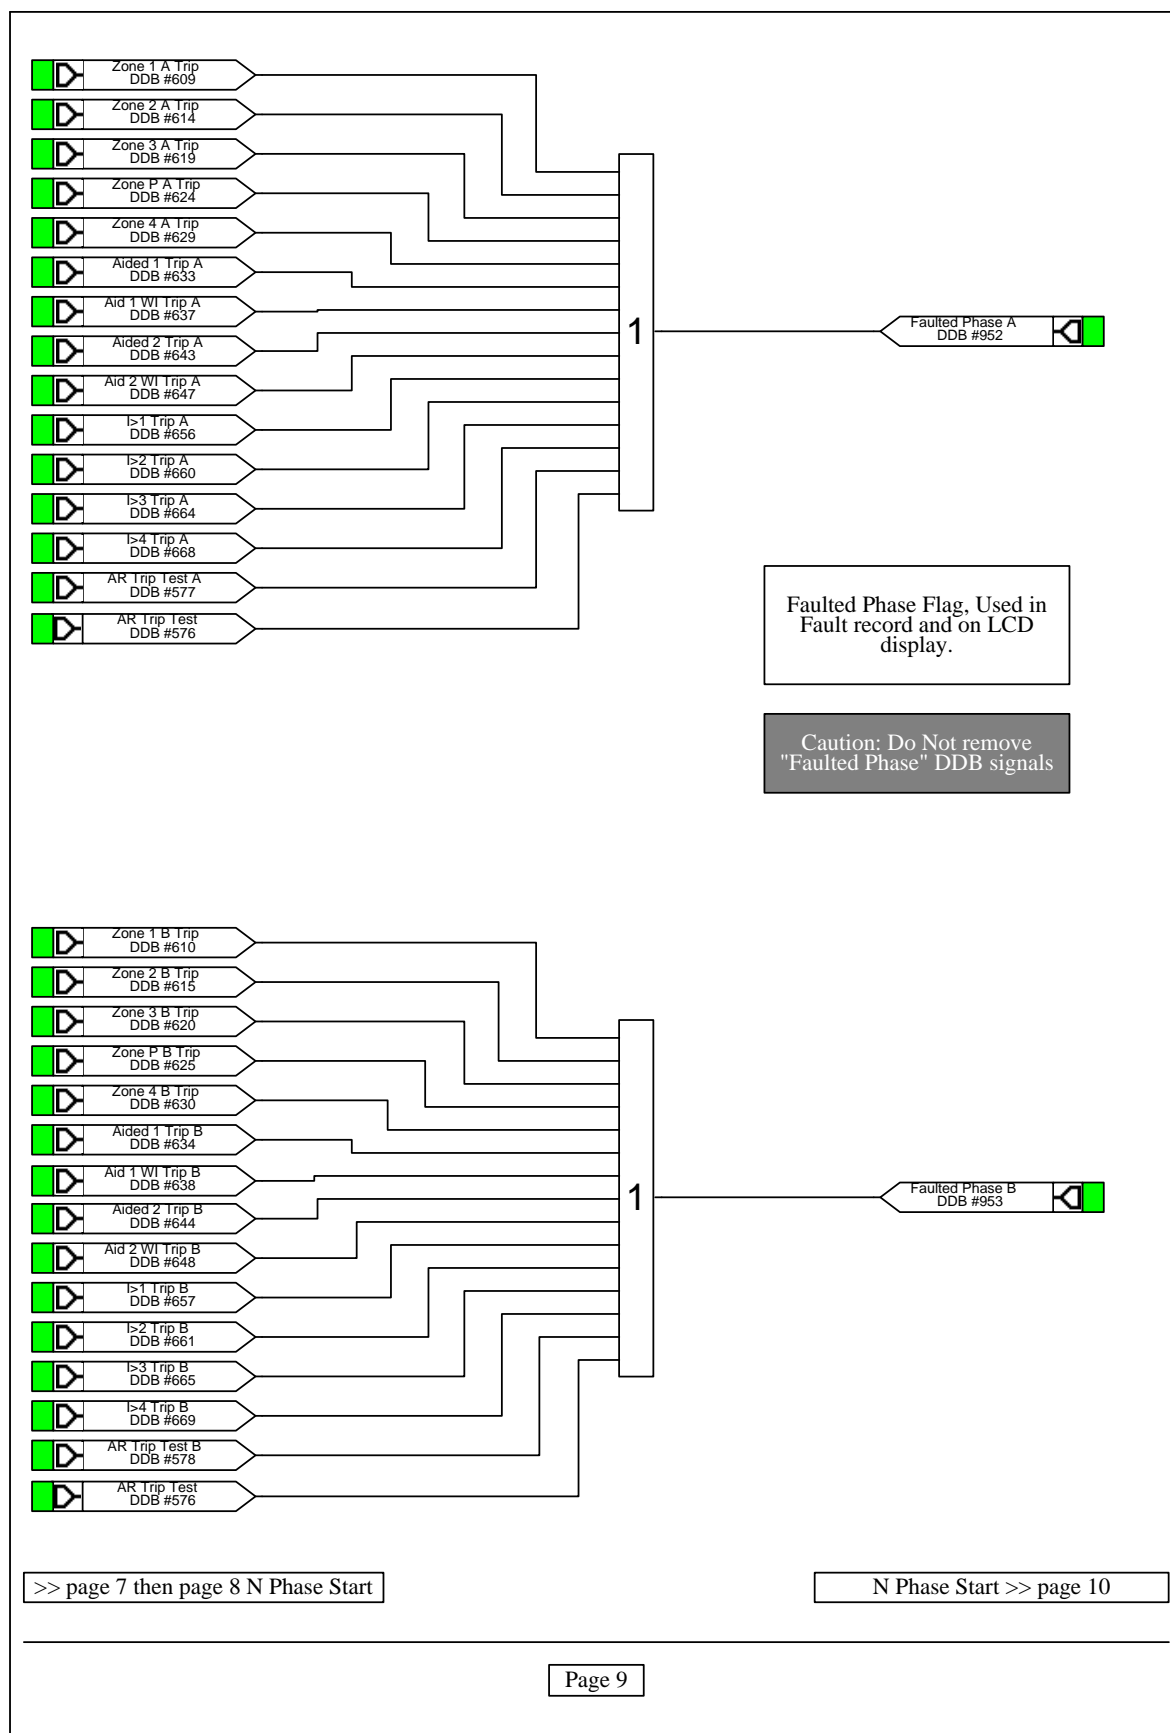 Zone 1 A Trip
DDB #609
Zone 2 A Trip
DDB #614
Zone 3 A Trip
DDB #619
Zone P A Trip
DDB #624
Zone 4 A Trip
DDB #629
Aided 1 Trip A
DDB #633
Aid 1 WI Trip A
DDB #637
Aided 2 Trip A
DDB #643
Aid 2 WI Trip A
DDB #647
I>1 Trip A
DDB #656
I>2 Trip A
DDB #660
I>3 Trip A
DDB #664
I>4 Trip A
DDB #668
AR Trip Test A
DDB #577
AR Trip Test
DDB #576
1
Faulted Phase A
DDB #952
Faulted Phase Flag, Used in
Fault record and on LCD
display.
Caution: Do Not remove
"Faulted Phase" DDB signals
Zone 1 B Trip
DDB #610
Zone 2 B Trip
DDB #615
Zone 3 B Trip
DDB #620
Zone P B Trip
DDB #625
Zone 4 B Trip
DDB #630
Aided 1 Trip B
DDB #634
Aid 1 WI Trip B
DDB #638
Aided 2 Trip B
DDB #644
Aid 2 WI Trip B
DDB #648
I>1 Trip B
DDB #657
I>2 Trip B
DDB #661
I>3 Trip B
DDB #665
I>4 Trip B
DDB #669
AR Trip Test B
DDB #578
AR Trip Test
DDB #576
1
Faulted Phase B
DDB #953
>> page 7 then page 8 N Phase Start
N Phase Start >> page 10
Page 9